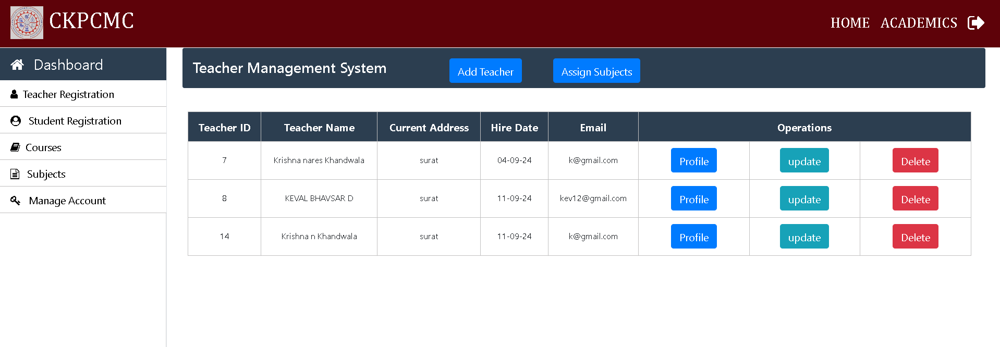 CKPCMC
HOME ACADEMICS
Dashboard
Teacher Registration
Student Registration
Courses
Subjects
Manage Account
Teacher Management System Add Teacher Assign Subjects
Teacher ID Teacher Name Current Address Hire Date Email Operations
7 Krishna nares Khandwala surat 04-09-24 k@gmail.com Profile update Delete
8 KEVAL BHAVSAR D surat 11-09-24 kev12@gmail.com Profile update Delete
14 Krishna n Khandwala surat 11-09-24 k@gmail.com Profile update Delete